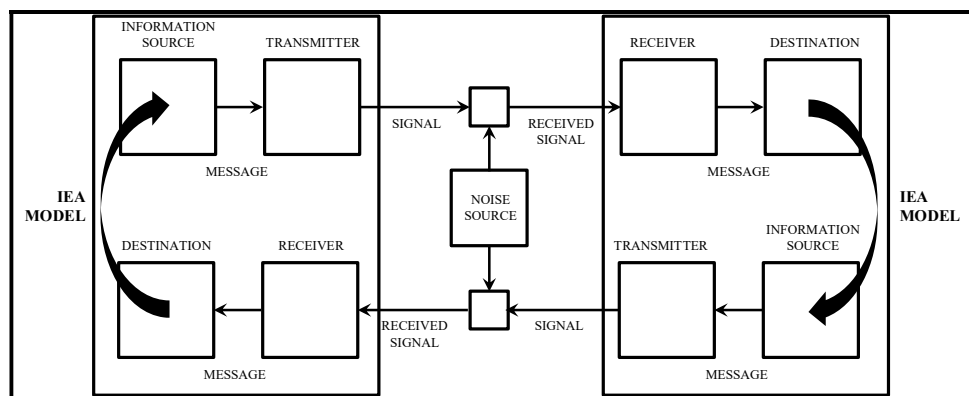 INFORMATION
SOURCE
TRANSMITTER
RECEIVER
DESTINATION
SIGNAL
RECEIVED
SIGNAL
MESSAGE
MESSAGE
IEA
MODEL
NOISE
SOURCE
IEA
MODEL
DESTINATION
RECEIVER
TRANSMITTER
INFORMATION
SOURCE
RECEIVED
SIGNAL
SIGNAL
MESSAGE
MESSAGE